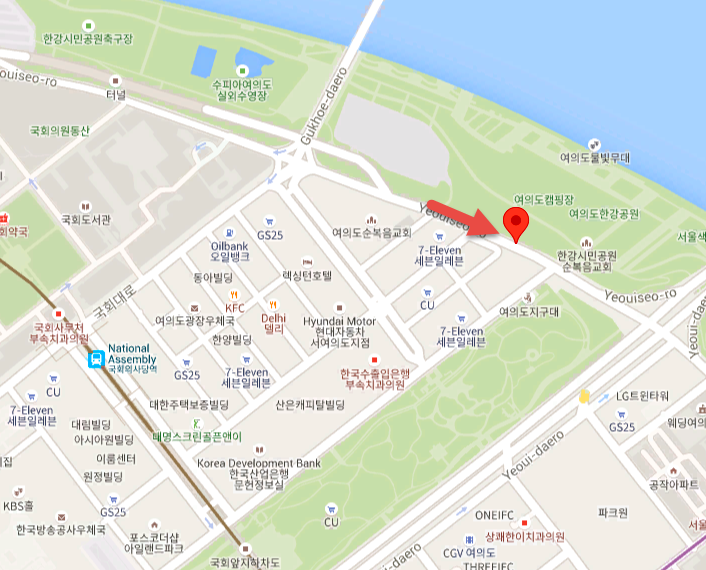 한강시민공원축구장
ouiseo-ro
터널
수피아여의도
실외수영장
Gukhoe-daero
국회의원동산
여의도물빛무대
국회도서관
회약국
GS25
Oilbank
오일뱅크
여의도순복음교회
Yeouiseo
여의도캠핑장
여의도한강공원
서울색
7-Eleven
세븐일레븐
한강시민공원
순복음교회
동아빌딩
렉싱턴호텔
국회대로
KFC
Delhi
델리
CU
여의도지구대
Yeouiseo-ro
Yeoui-dae
국회사무처
부속치과의원
여의도광장우체국
한양빌딩
Hyundai Motor
현대자동차
서여의도지점
7-Eleven
세븐일레븐
National
Assembly
국회의사당역
GS25
7-Eleven
세븐일레븐
한국수출입은행
부속치과의원
CU
7-Eleven
세븐일레븐
대한주택보증빌딩
산은캐피탈빌딩
LG트윈타워
GS25
웨딩여의
대림빌딩
아시아원빌딩
태영스크린골프앤이
이룸센터
원정빌딩
Korea Development Bank
한국산업은행
문헌정보실
Yeoui-daero
공작아파트
KBS홀
GS25
한국방송공사우체국
포스코더샵
아일랜드파크
CU
ONEIFC
상쾌한이치과의원
파크원
서울
국회앞지하차도
daero
CGV 여의도
THREEIFC